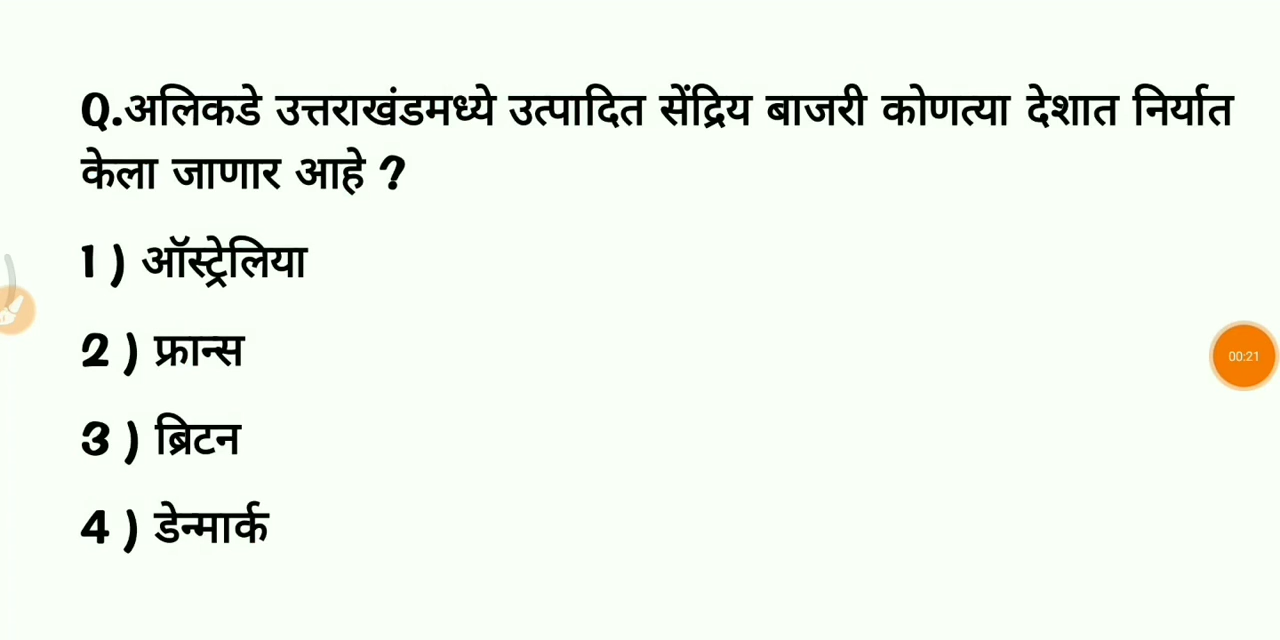 Q.अलिकडे उत्तराखंडमध्ये उत्पादित सेंद्रिय बाजरी कोणत्या देशात निर्यात
केला जाणार आहे ?
1 ) ऑस्ट्रेलिया
2 ) फ्रान्स
00:21
3 ) ब्रिटन
4 ) डेन्मार्क